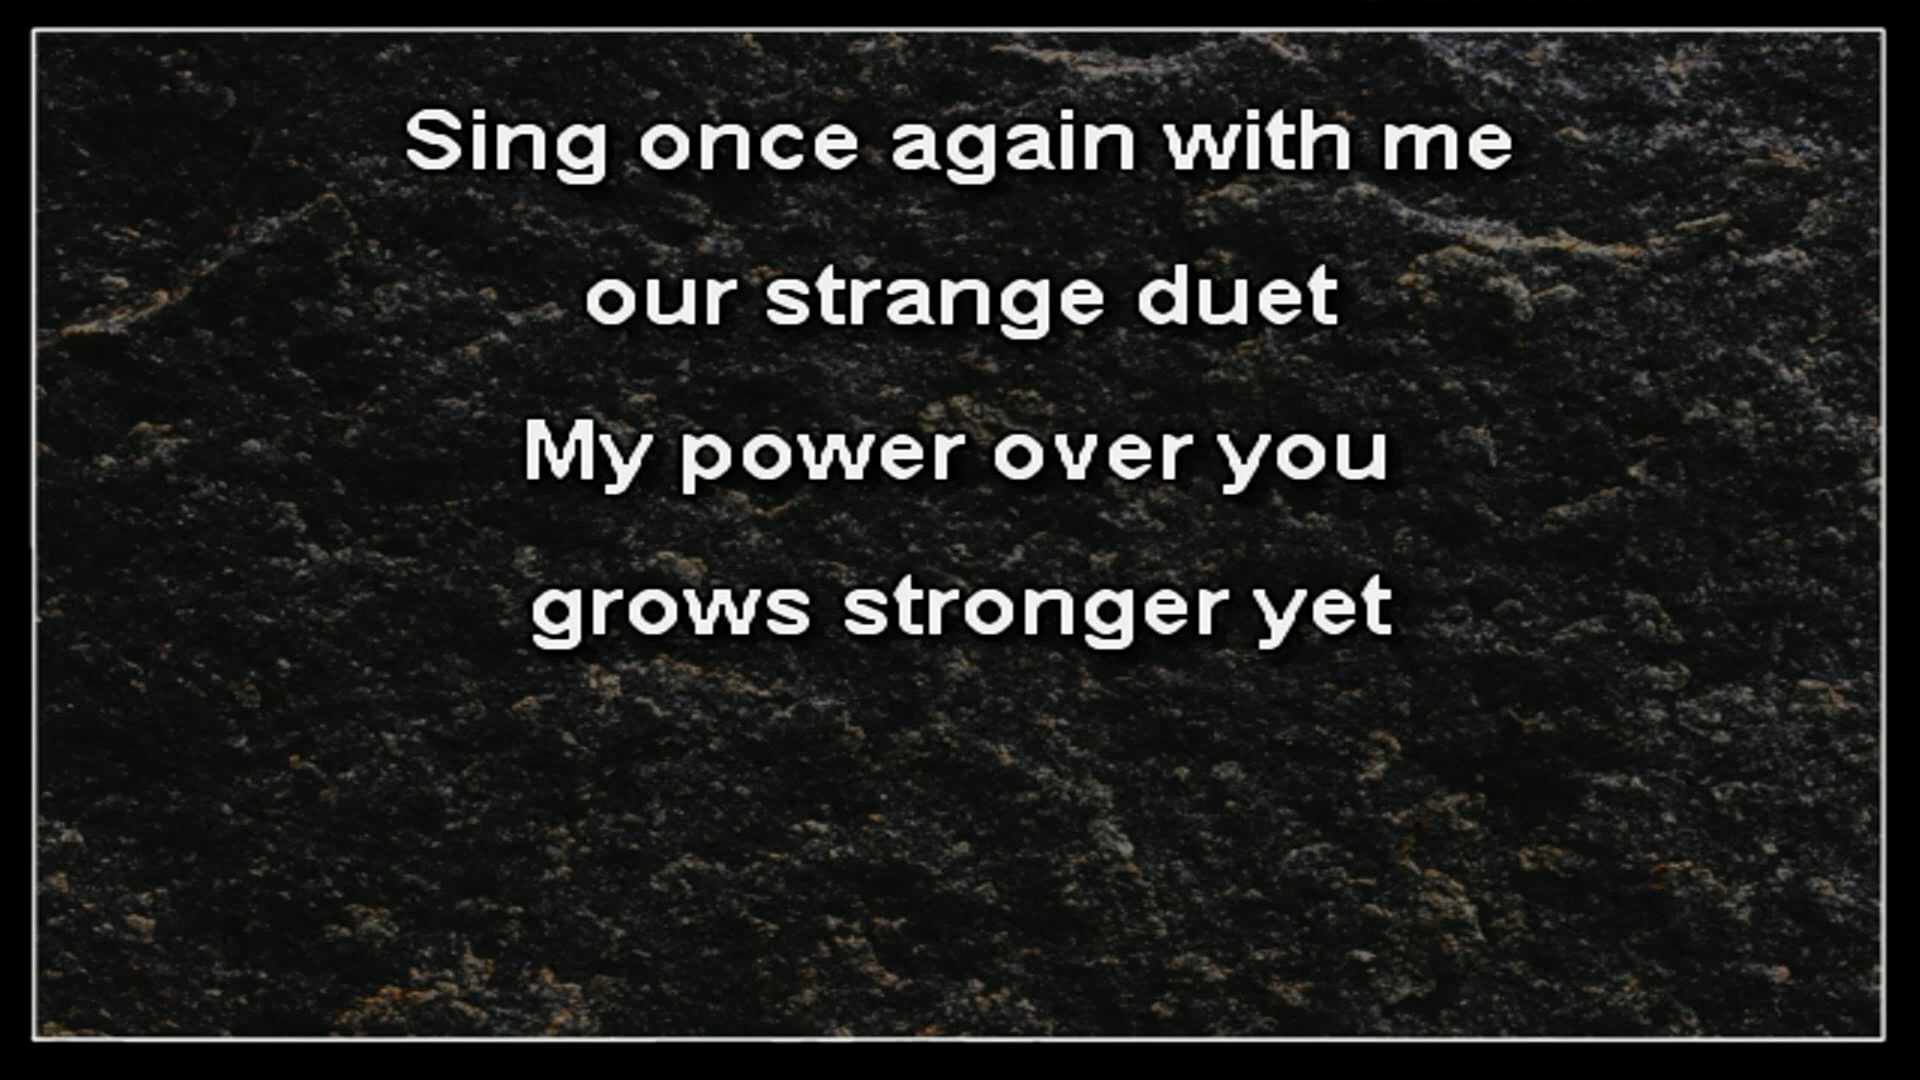 Sing once again with me
our strange duet
My power over you
grows stronger yet